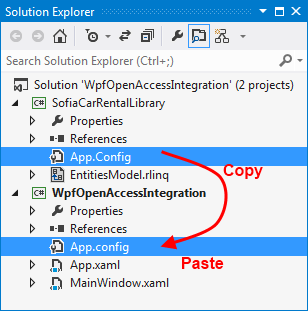 Solution Explorer
Search Solution Explorer (Ctrl+;)
Solution 'WpfOpenAccessIntegration' (2 projects)
C# SofiaCarRentalLibrary
Properties
References
App.Config
EntitiesModel.rlinq
C# WpfOpenAccessIntegration
Properties
References
App.config
App.xaml
MainWindow.xaml
Copy
Paste